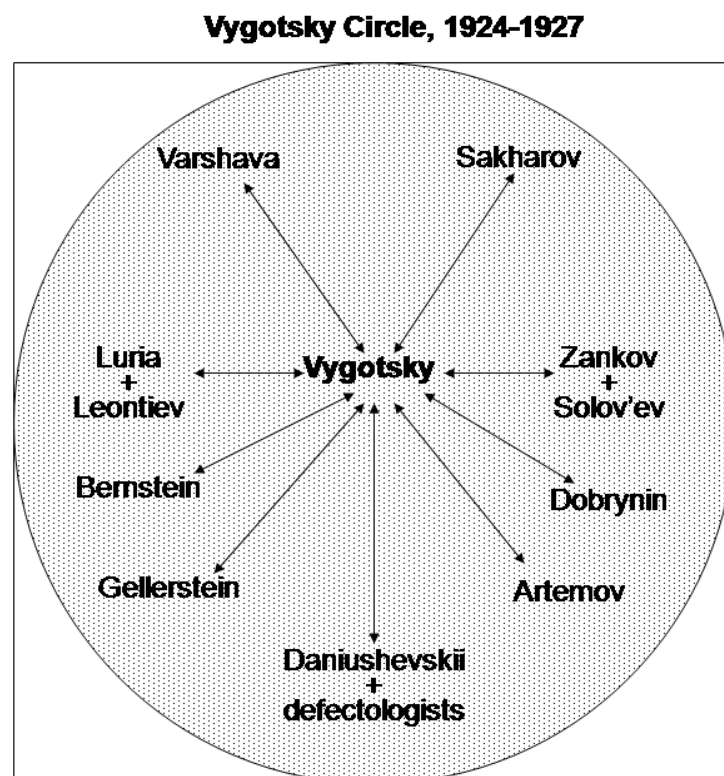 Vygotsky Circle, 1924-1927
Varshava
Sakharov
Luria
+
Leontiev
Vygotsky
Zankov
+
Solov'ev
Bernstein
Dobrynin
Gellerstein
Artemov
Daniushevskii
+
defectologists